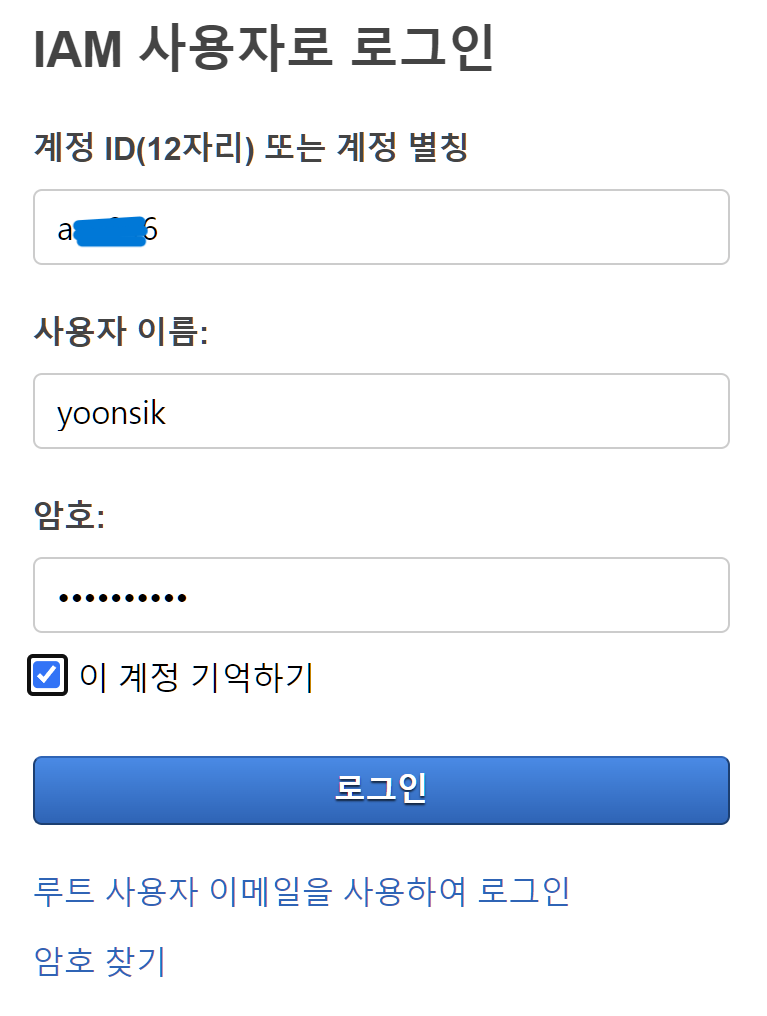 IAM 사용자로 로그인
계정 ID(12자리) 또는 계정 별칭
사용자 이름:
yoonsik
암호:
••••••••••
이 계정 기억하기
로그인
루트 사용자 이메일을 사용하여 로그인
암호 찾기